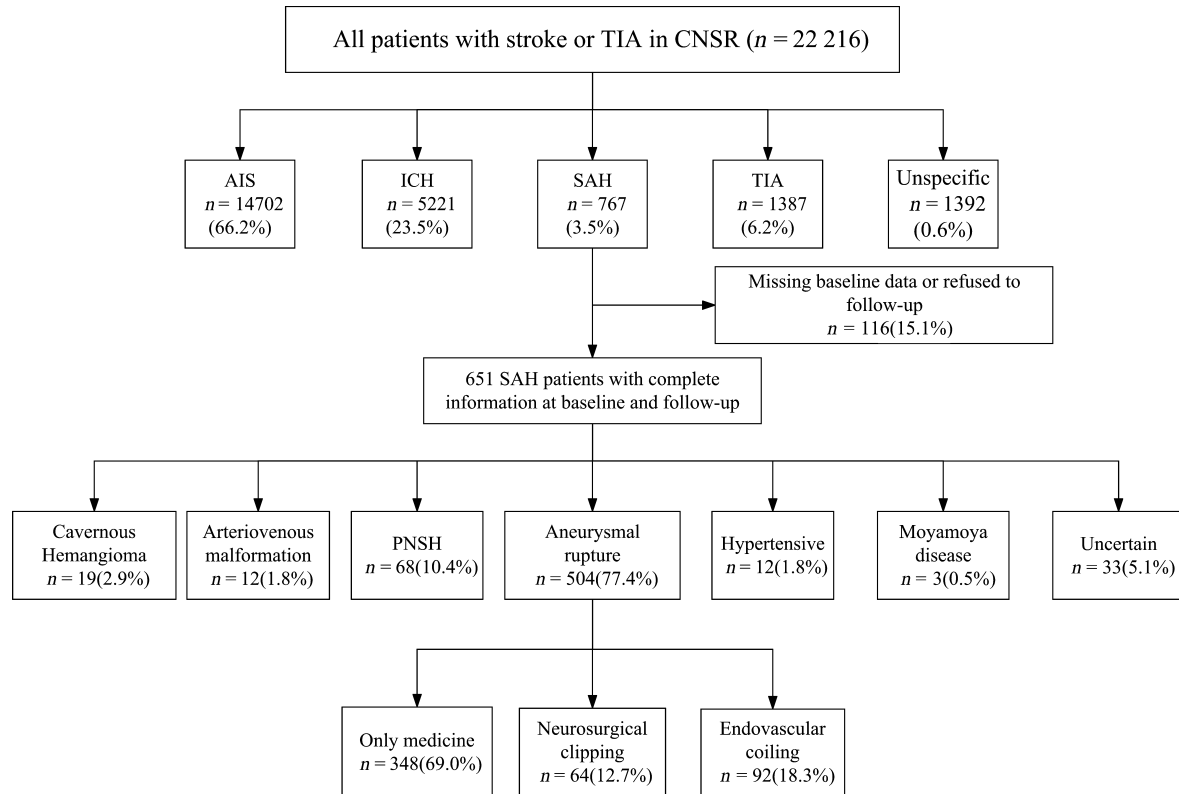 All patients with stroke or TIA in CNSR (n = 22 216)
AIS
n = 14702
(66.2%)
ICH
n = 5221
(23.5%)
SAH
n = 767
(3.5%)
TIA
n = 1387
(6.2%)
Unspecific
n = 1392
(0.6%)
Missing baseline data or refused to
follow-up
n = 116(15.1%)
651 SAH patients with complete
information at baseline and follow-up
Cavernous
Hemangioma
n = 19(2.9%)
Arteriovenous
malformation
n = 12(1.8%)
PNSH
n = 68(10.4%)
Aneurysmal
rupture
n = 504(77.4%)
Hypertensive
n = 12(1.8%)
Moyamoya
disease
n = 3(0.5%)
Uncertain
n = 33(5.1%)
Only medicine
n = 348(69.0%)
Neurosurgical
clipping
n = 64(12.7%)
Endovascular
coiling
n = 92(18.3%)